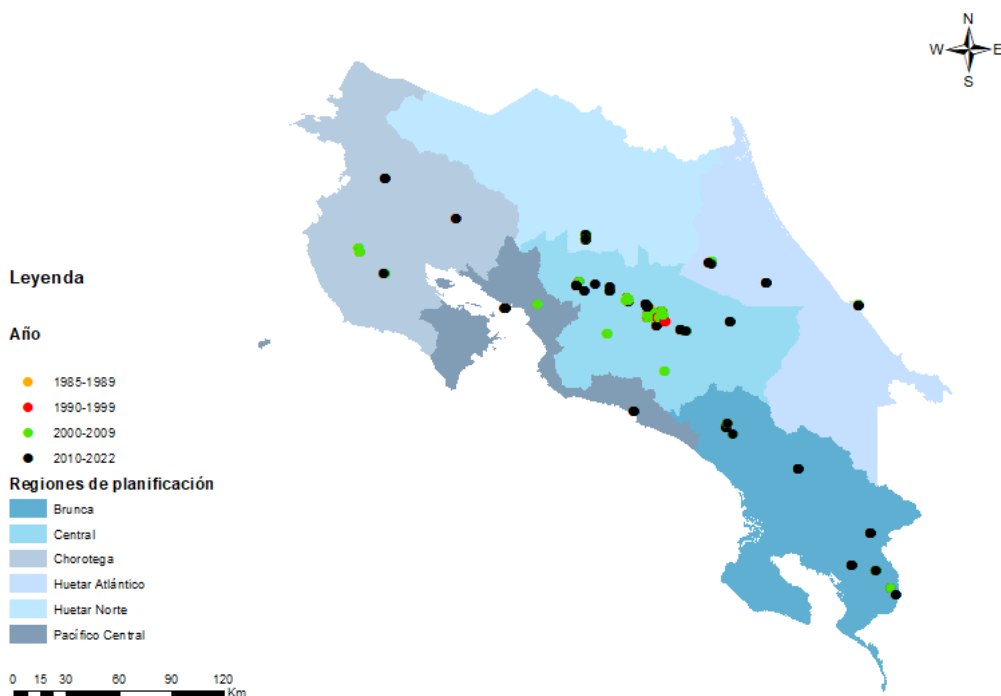 N
W E
S
Leyenda
Año
1985-1989
1990-1999
2000-2009
2010-2022
Regiones de planificación
Brunca
Central
Chorotega
Huetar Atlántico
Huetar Norte
Pacífico Central
0 15 30 60 90 120
Km